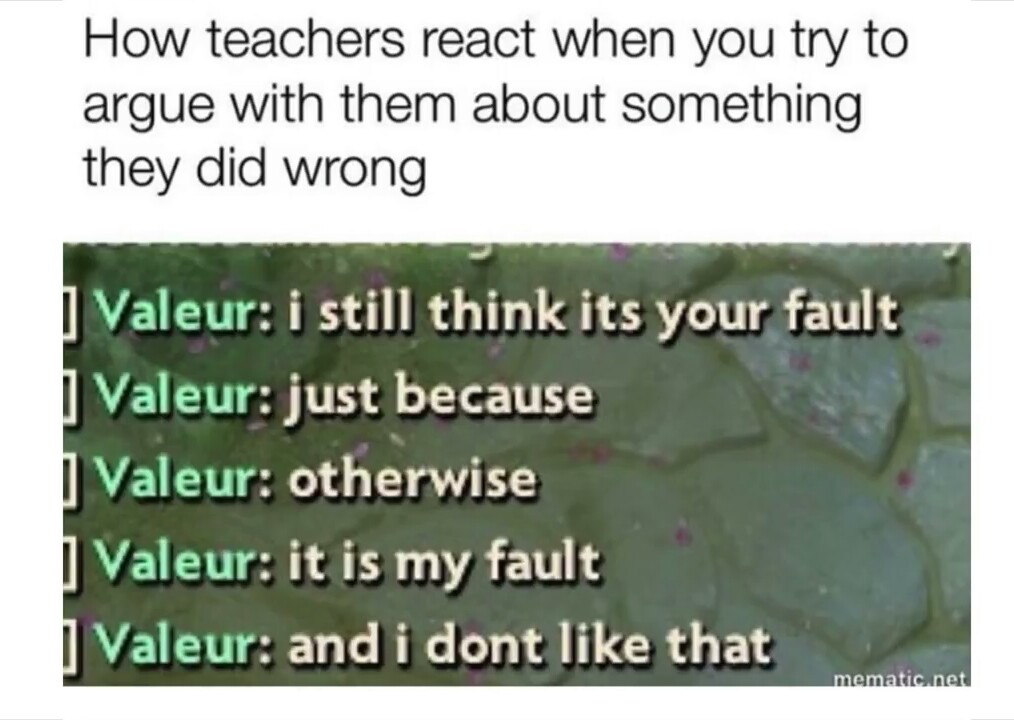 How teachers react when you try to
argue with them about something
they did wrong
] Valeur: i still think its your fault
] Valeur: just because
] Valeur: otherwise
] Valeur: it is my fault
] Valeur: and i dont like that
mematic.net